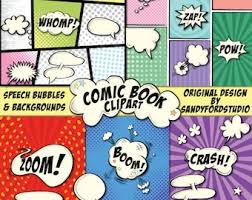 WHOMP!
ZAP!
POW!
SPEECH BUBBLES
& BACKGROUNDS
COMIC BOOK
CLIPART
ORIGINAL DESIGN
BY
SANDYFORDSTUDIO
ZOOM!
BOOM!
CRASH!